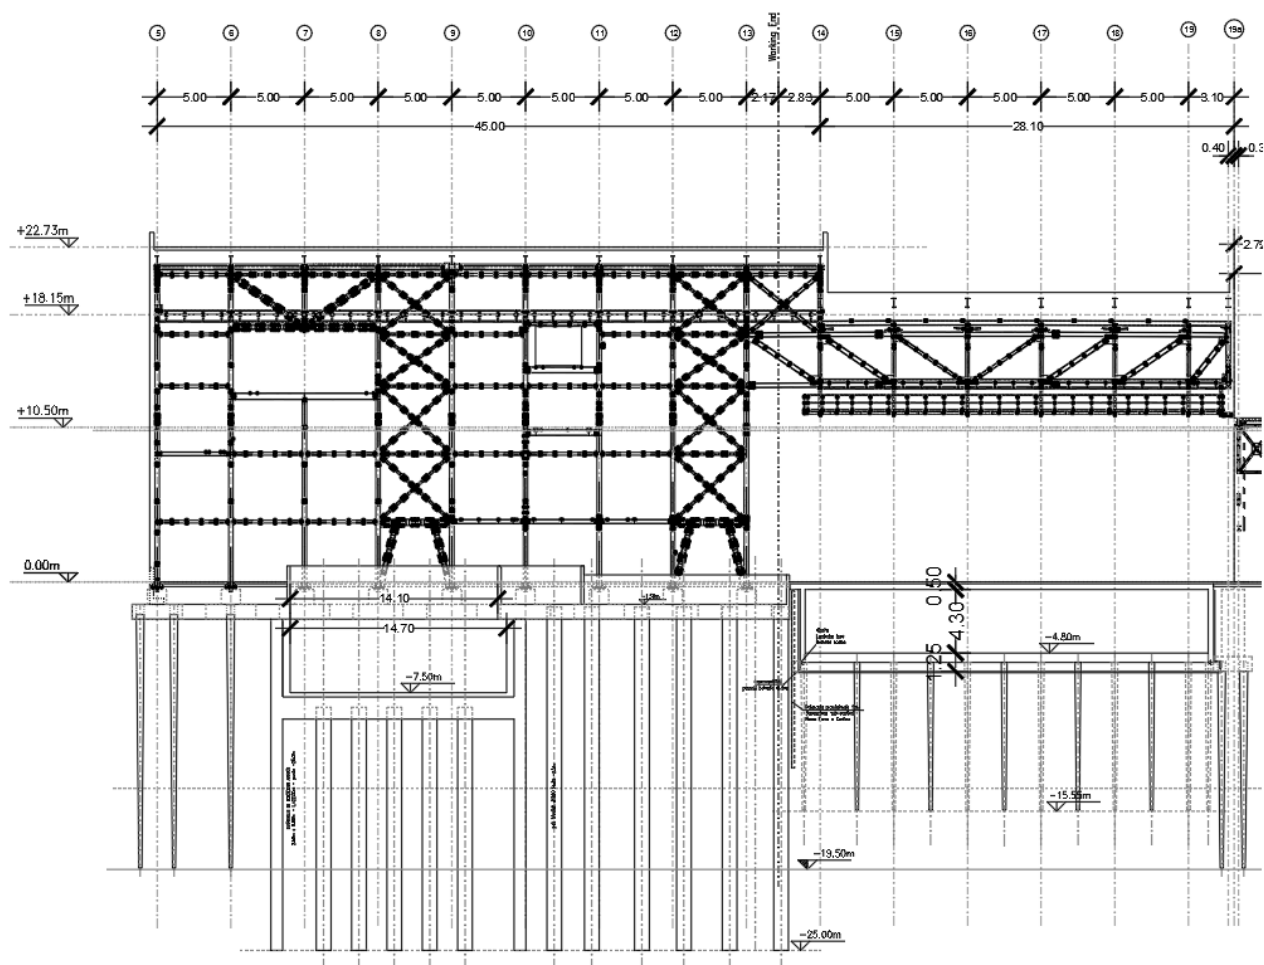 5 6 7 8 9 10 11 12 13 14 15 16 17 18 19 19a
Working End
5.00 5.00 5.00 5.00 5.00 5.00 5.00 5.00 2.17 2.83 5.00 5.00 5.00 5.00 5.00 3.10
45.00 28.10
0.40
+22.73m
+18.15m
+10.50m
0.00m
14.10
14.70
0.50
4.30
1.25
-4.80m
-7.50m
-15.55m
-19.50m
-25.00m